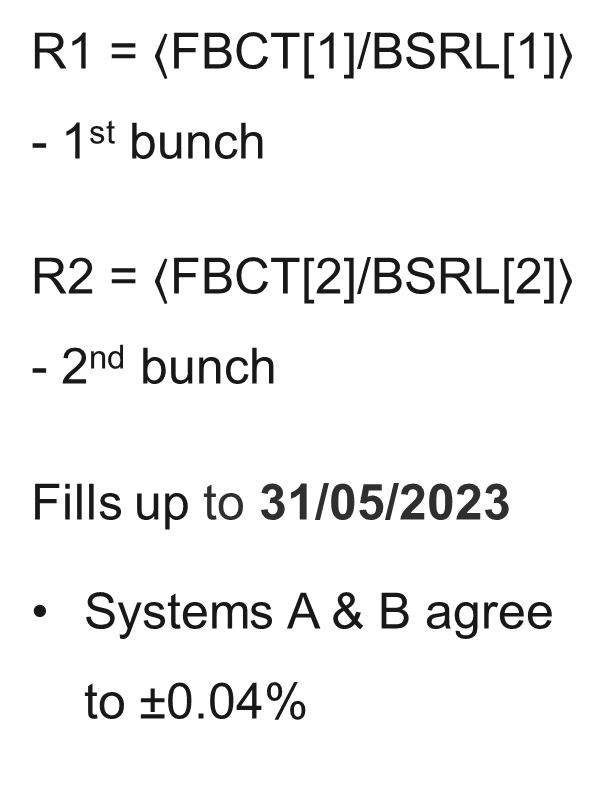 R1 = ⟨FBCT[1]/BSRL[1]⟩
- 1st bunch
R2 = ⟨FBCT[2]/BSRL[2]⟩
- 2nd bunch
Fills up to 31/05/2023
• Systems A & B agree
to ±0.04%